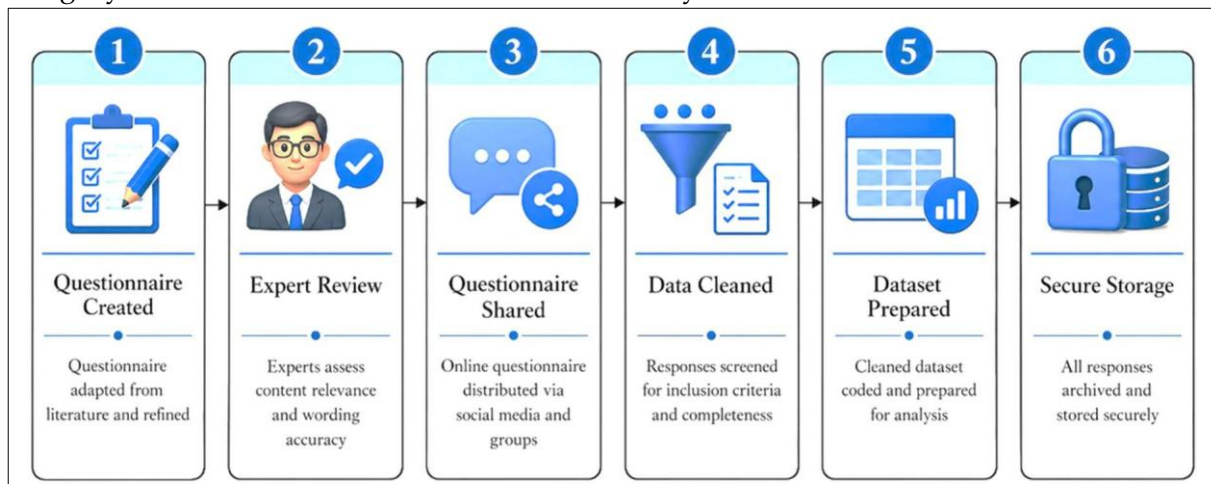 1
Questionnaire
Created
Questionnaire
adapted from
literature and refined
2
Expert Review
Experts assess
content relevance
and wording
accuracy
3
Questionnaire
Shared
Online questionnaire
distributed via
social media and
groups
4
Data Cleaned
Responses screened
for inclusion criteria
and completeness
5
Dataset
Prepared
Cleaned dataset
coded and prepared
for analysis
6
Secure Storage
All responses
archived and
stored securely